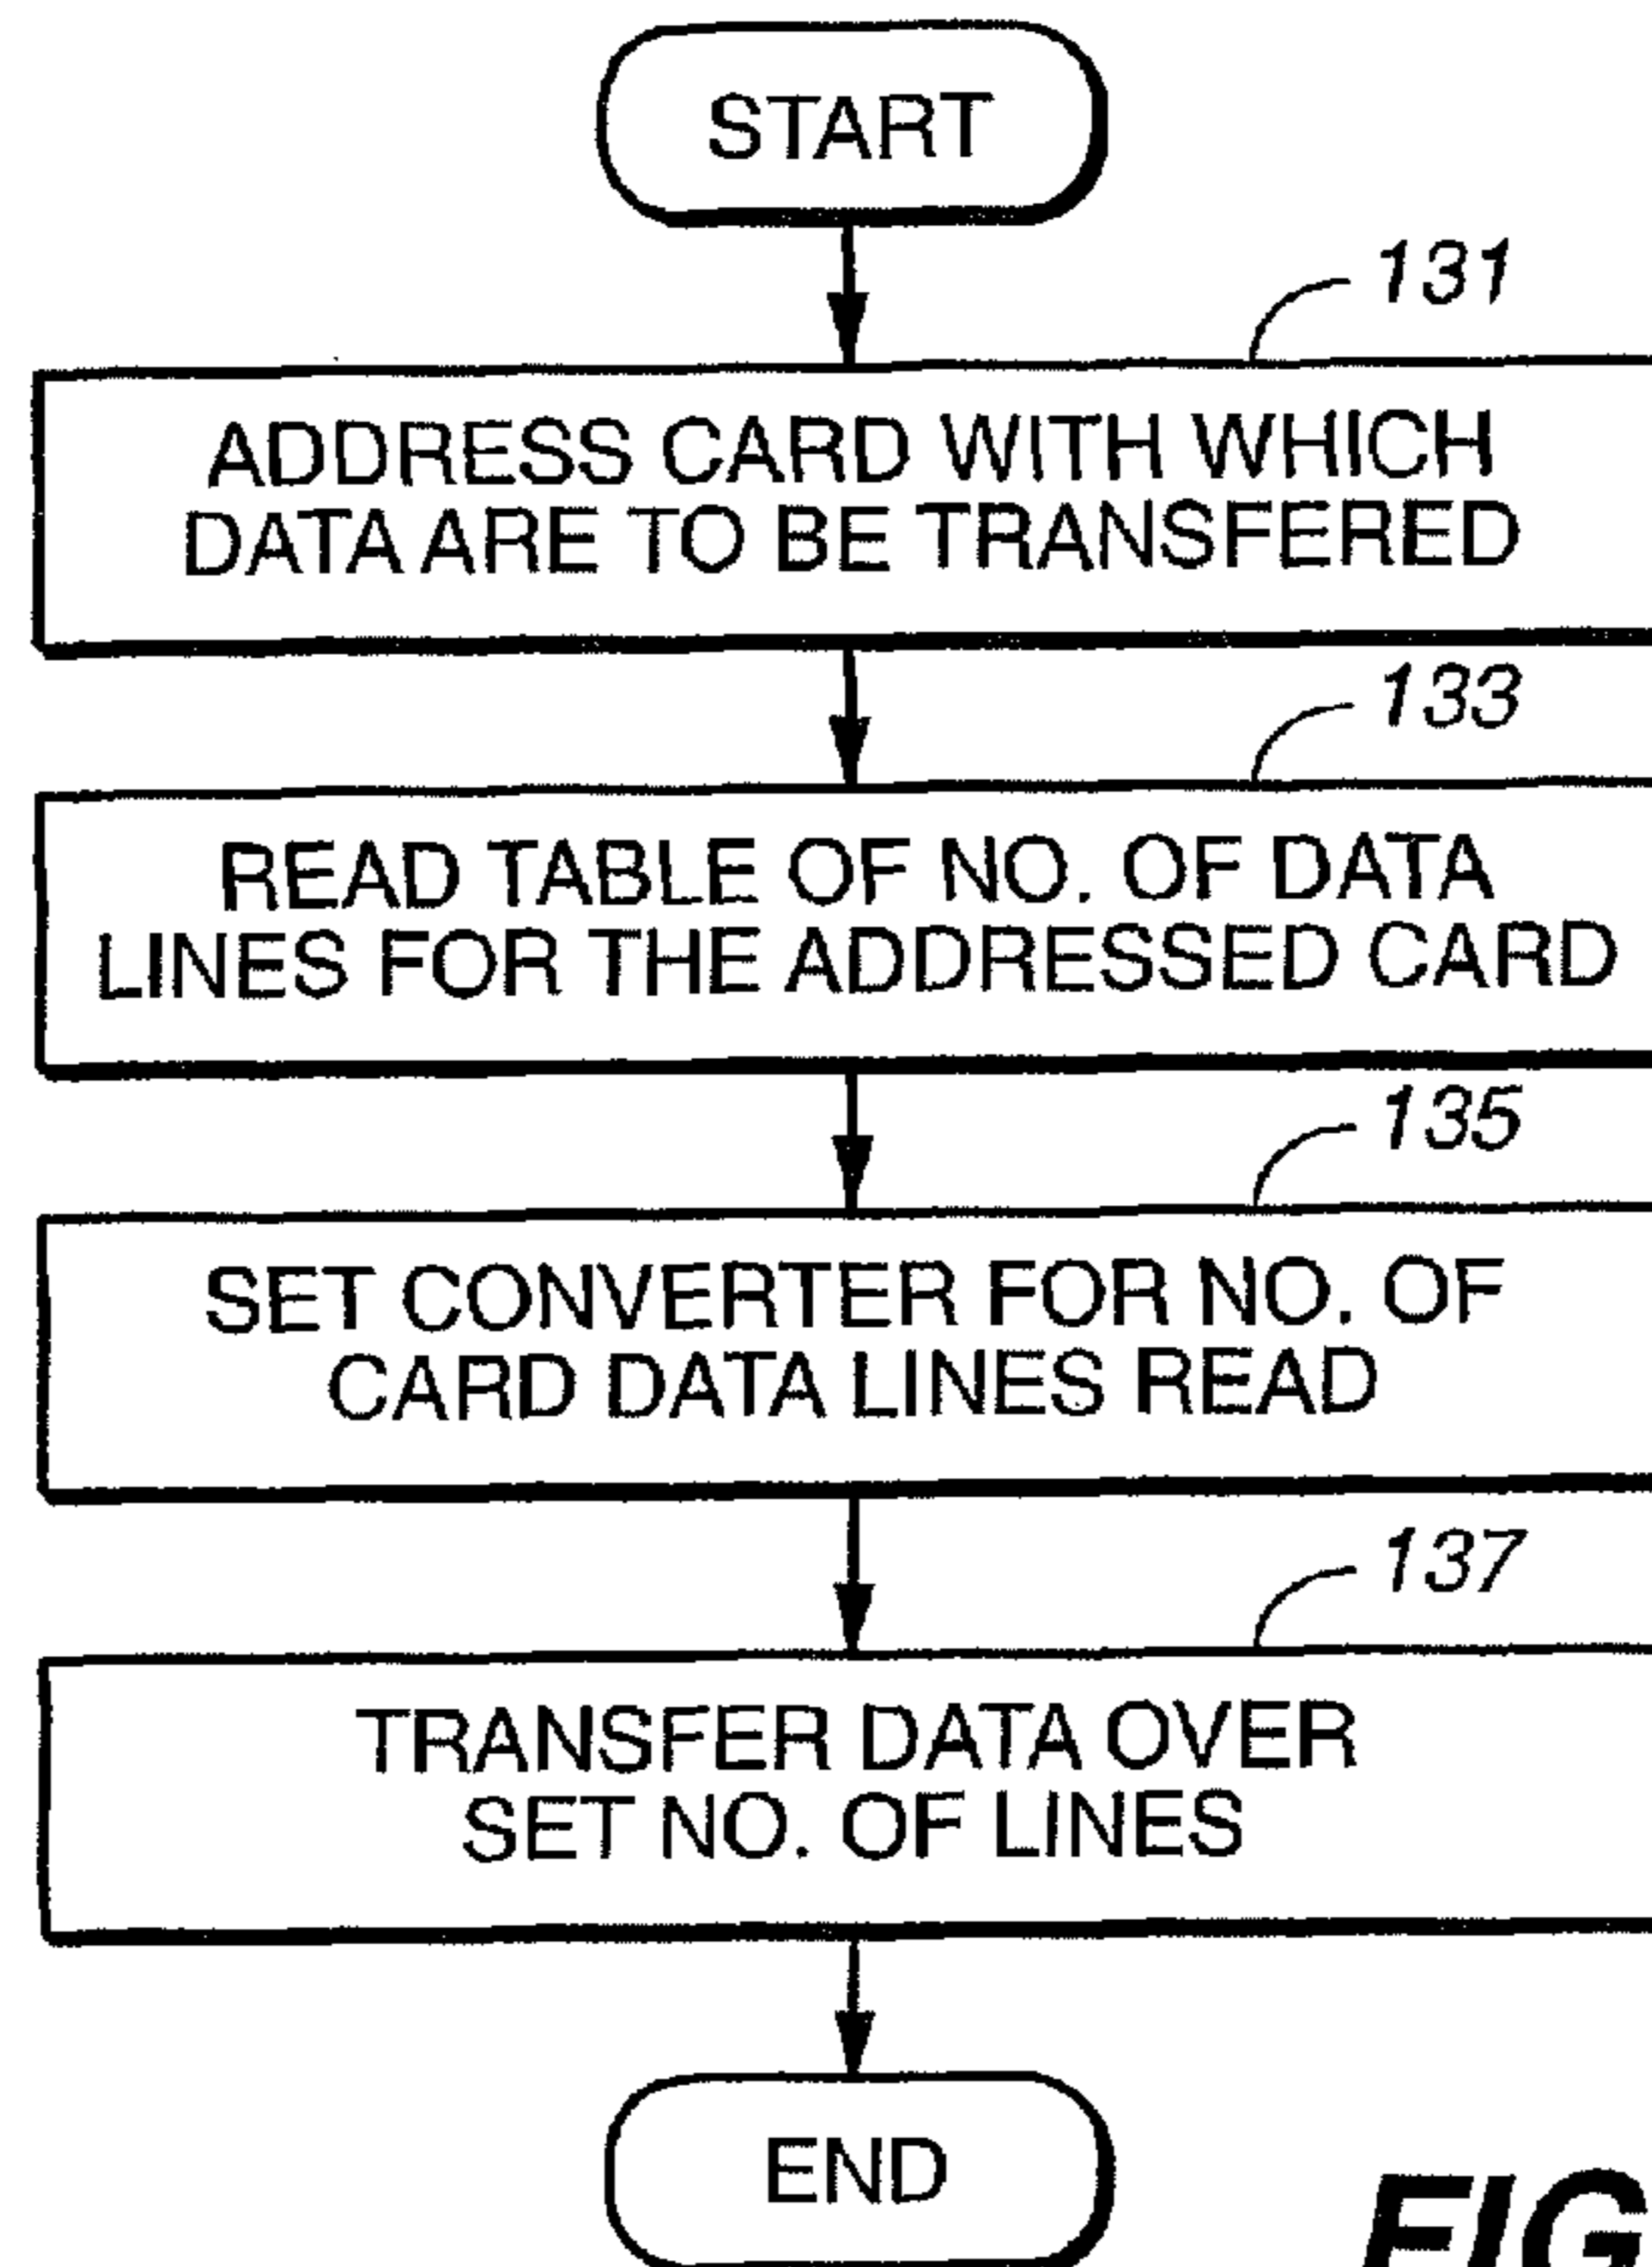 START
131
ADDRESS CARD WITH WHICH
DATA ARE TO BE TRANSFERED
133
READ TABLE OF NO. OF DATA
LINES FOR THE ADDRESSED CARD
135
SET CONVERTER FOR NO. OF
CARD DATA LINES READ
137
TRANSFER DATA OVER
SET NO. OF LINES
END
FIG